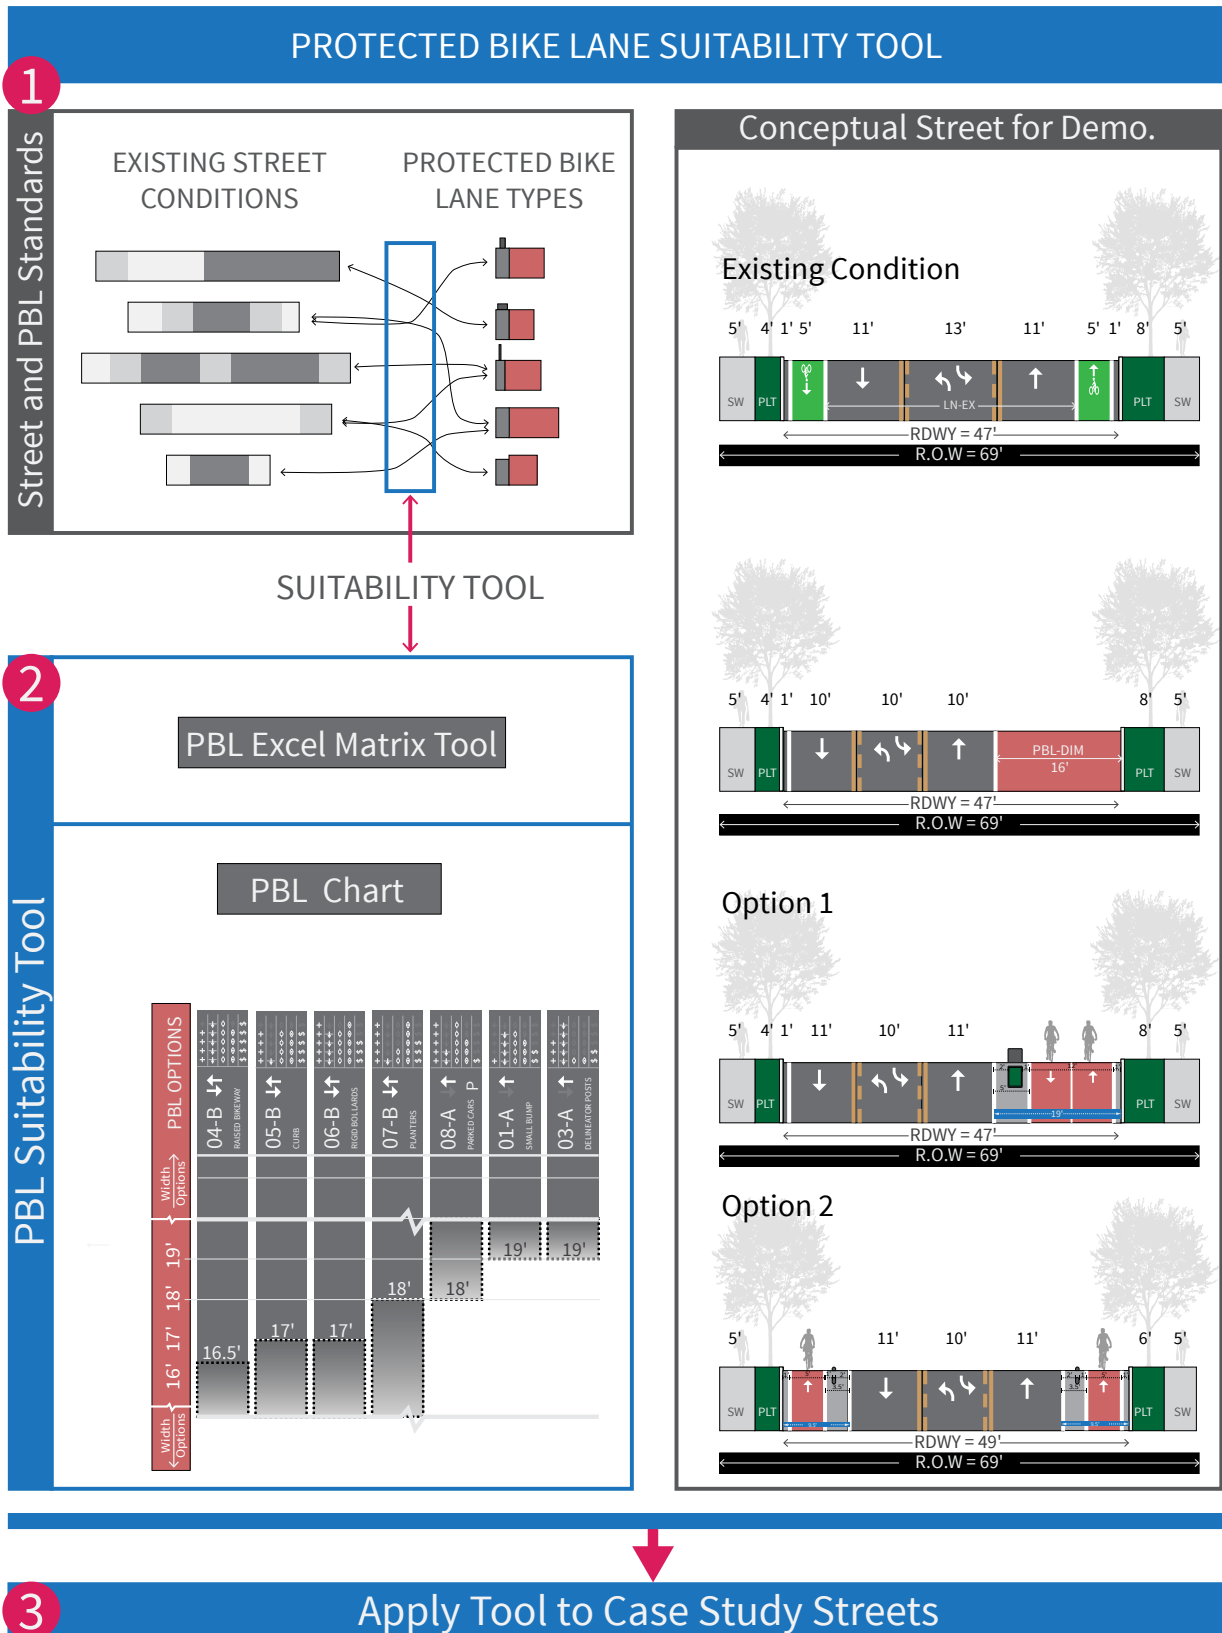 PROTECTED BIKE LANE SUITABILITY TOOL
1
Street and PBL Standards
EXISTING STREET
CONDITIONS
PROTECTED BIKE
LANE TYPES
SUITABILITY TOOL
2
PBL Suitability Tool
PBL Excel Matrix Tool
PBL Chart
PBL OPTIONS
04-B
RAISED BIKEWAY
05-B
CURB
06-B
RIGID BOLLARDS
07-B
PLANTERS
08-A P
PARKED CARS
01-A
SMALL BUMP
03-A
DELINEATOR POSTS
Width
Options
19'
18'
17'
16'
Width
Options
16.5'
17'
17'
18'
18'
19'
19'
Conceptual Street for Demo.
Existing Condition
5' 4' 1' 5' 11' 13' 11' 5' 1' 8' 5'
SW PLT LN-EX PLT SW
RDWY = 47'
R.O.W = 69'
5' 4' 1' 10' 10' 10' 8' 5'
PBL-DIM
16'
SW PLT PLT SW
RDWY = 47'
R.O.W = 69'
Option 1
5' 4' 1' 11' 10' 11' 8' 5'
SW PLT PLT SW
19'
RDWY = 47'
R.O.W = 69'
Option 2
5' 11' 10' 11' 6' 5'
SW PLT PLT SW
9.5' 9.5'
RDWY = 49'
R.O.W = 69'
3
Apply Tool to Case Study Streets